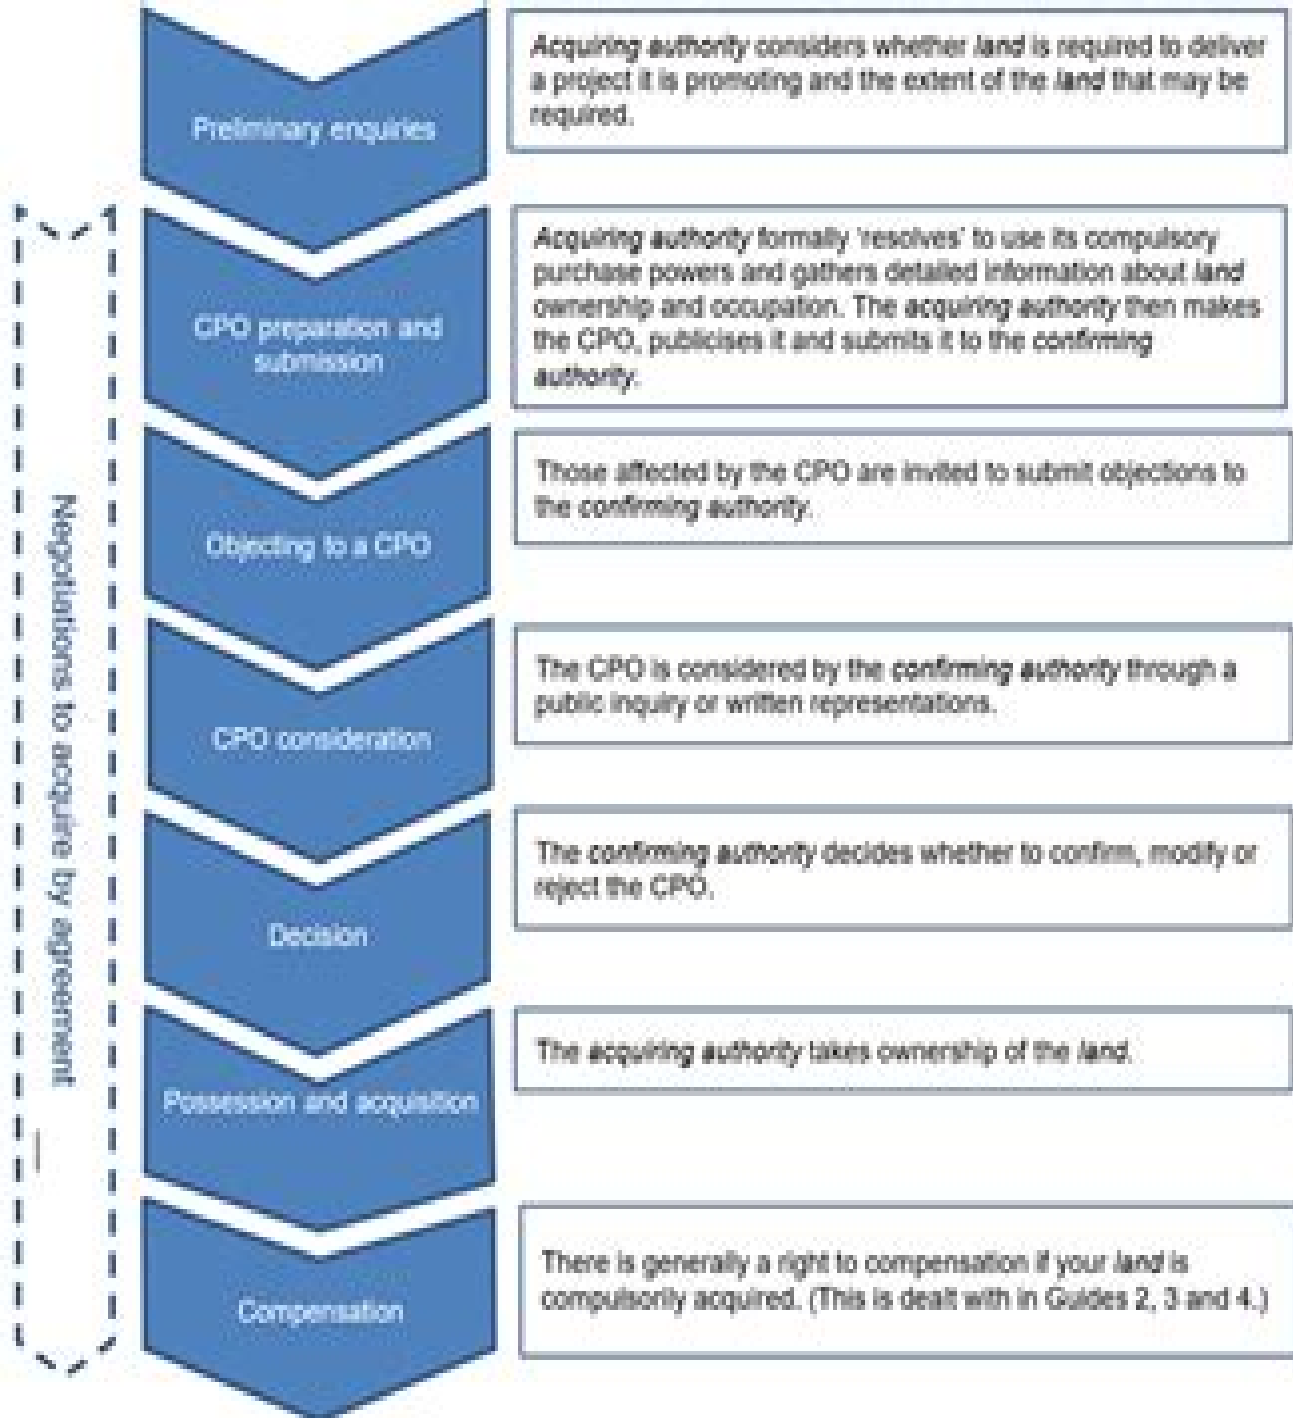 Preliminary enquiries
Acquiring authority considers whether land is required to deliver
a project it is promoting and the extent of the land that may be
required.
CPO preparation and
submission
Acquiring authority formally 'resolves' to use its compulsory
purchase powers and gathers detailed information about land
ownership and occupation. The acquiring authority then makes
the CPO, publicises it and submits it to the confirming
authority.
Objecting to a CPO
Those affected by the CPO are invited to submit objections to
the confirming authority.
CPO consideration
The CPO is considered by the confirming authority through a
public inquiry or written representations.
Decision
The confirming authority decides whether to confirm, modify or
reject the CPO.
Possession and acquisition
The acquiring authority takes ownership of the land.
Compensation
There is generally a right to compensation if your land is
compulsorily acquired. (This is dealt with in Guides 2, 3 and 4.)
Negotiations to acquire by agreement